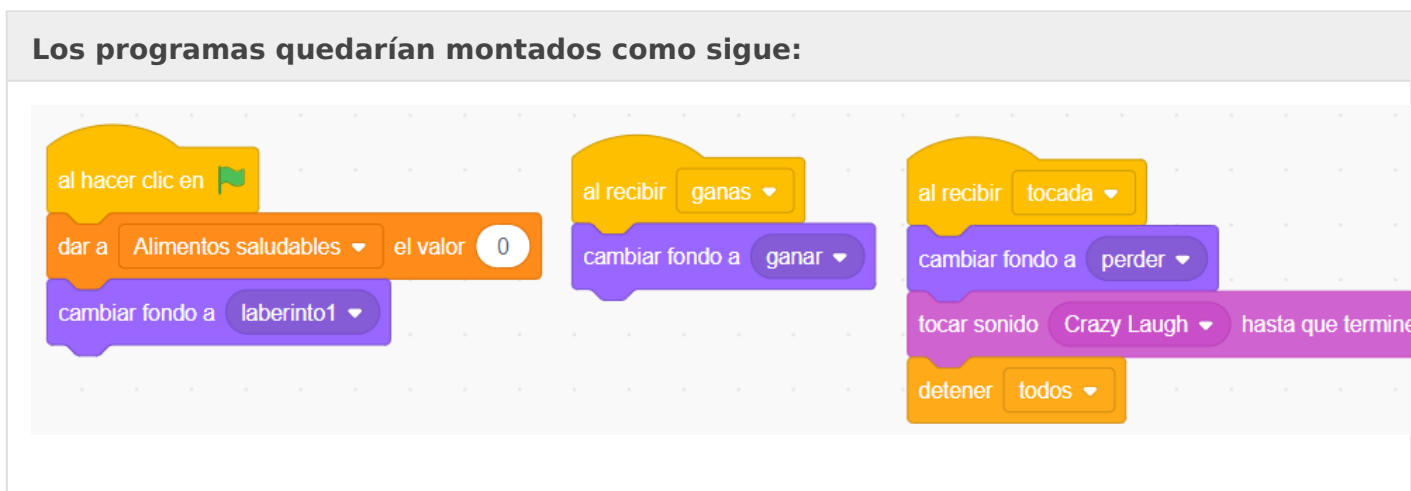 Los programas quedarían montados como sigue:
al hacer clic en
dar a Alimentos saludables el valor 0
cambiar fondo a laberinto1
al recibir ganas
cambiar fondo a ganar
al recibir tocada
cambiar fondo a perder
tocar sonido Crazy Laugh hasta que termine
detener todos